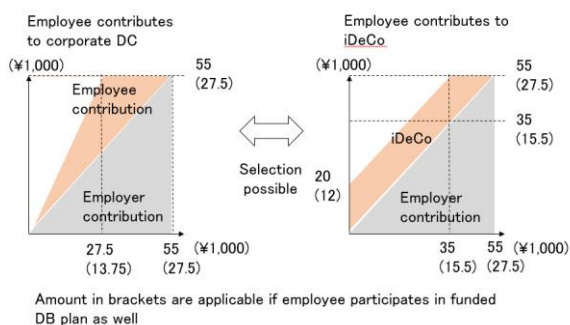 Employee contributes
to corporate DC
(¥1,000)
55
(27.5)
Employee
contribution
Employer
contribution
27.5
(13.75)
55
(27.5)
(¥1,000)
Selection
possible
Employee contributes to
iDeCo
(¥1,000)
55
(27.5)
35
(15.5)
iDeCo
20
(12)
Employer
contribution
35
(15.5)
55
(27.5)
(¥1,000)
Amount in brackets are applicable if employee participates in funded
DB plan as well